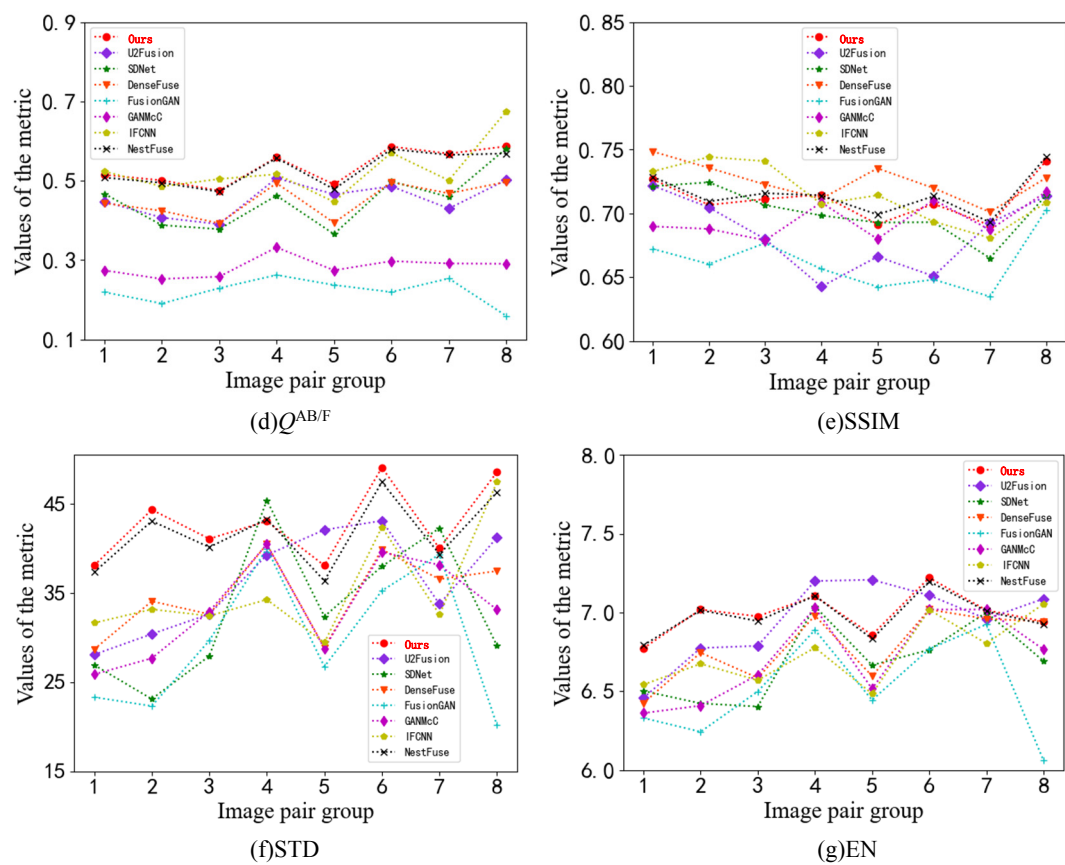 0.9
0.7
0.5
0.3
0.1
Values of the metric
Ours
U2Fusion
SDNet
DenseFuse
FusionGAN
GANMcC
IFCNN
NestFuse
1 2 3 4 5 6 7 8
Image pair group
(d)Q^AB/F
0.85
0.80
0.75
0.70
0.65
0.60
Values of the metric
Ours
U2Fusion
SDNet
DenseFuse
FusionGAN
GANMcC
IFCNN
NestFuse
1 2 3 4 5 6 7 8
Image pair group
(e)SSIM
45
35
25
15
Values of the metric
Ours
U2Fusion
SDNet
DenseFuse
FusionGAN
GANMcC
IFCNN
NestFuse
1 2 3 4 5 6 7 8
Image pair group
(f)STD
8.0
7.5
7.0
6.5
6.0
Values of the metric
Ours
U2Fusion
SDNet
DenseFuse
FusionGAN
GANMcC
IFCNN
NestFuse
1 2 3 4 5 6 7 8
Image pair group
(g)EN